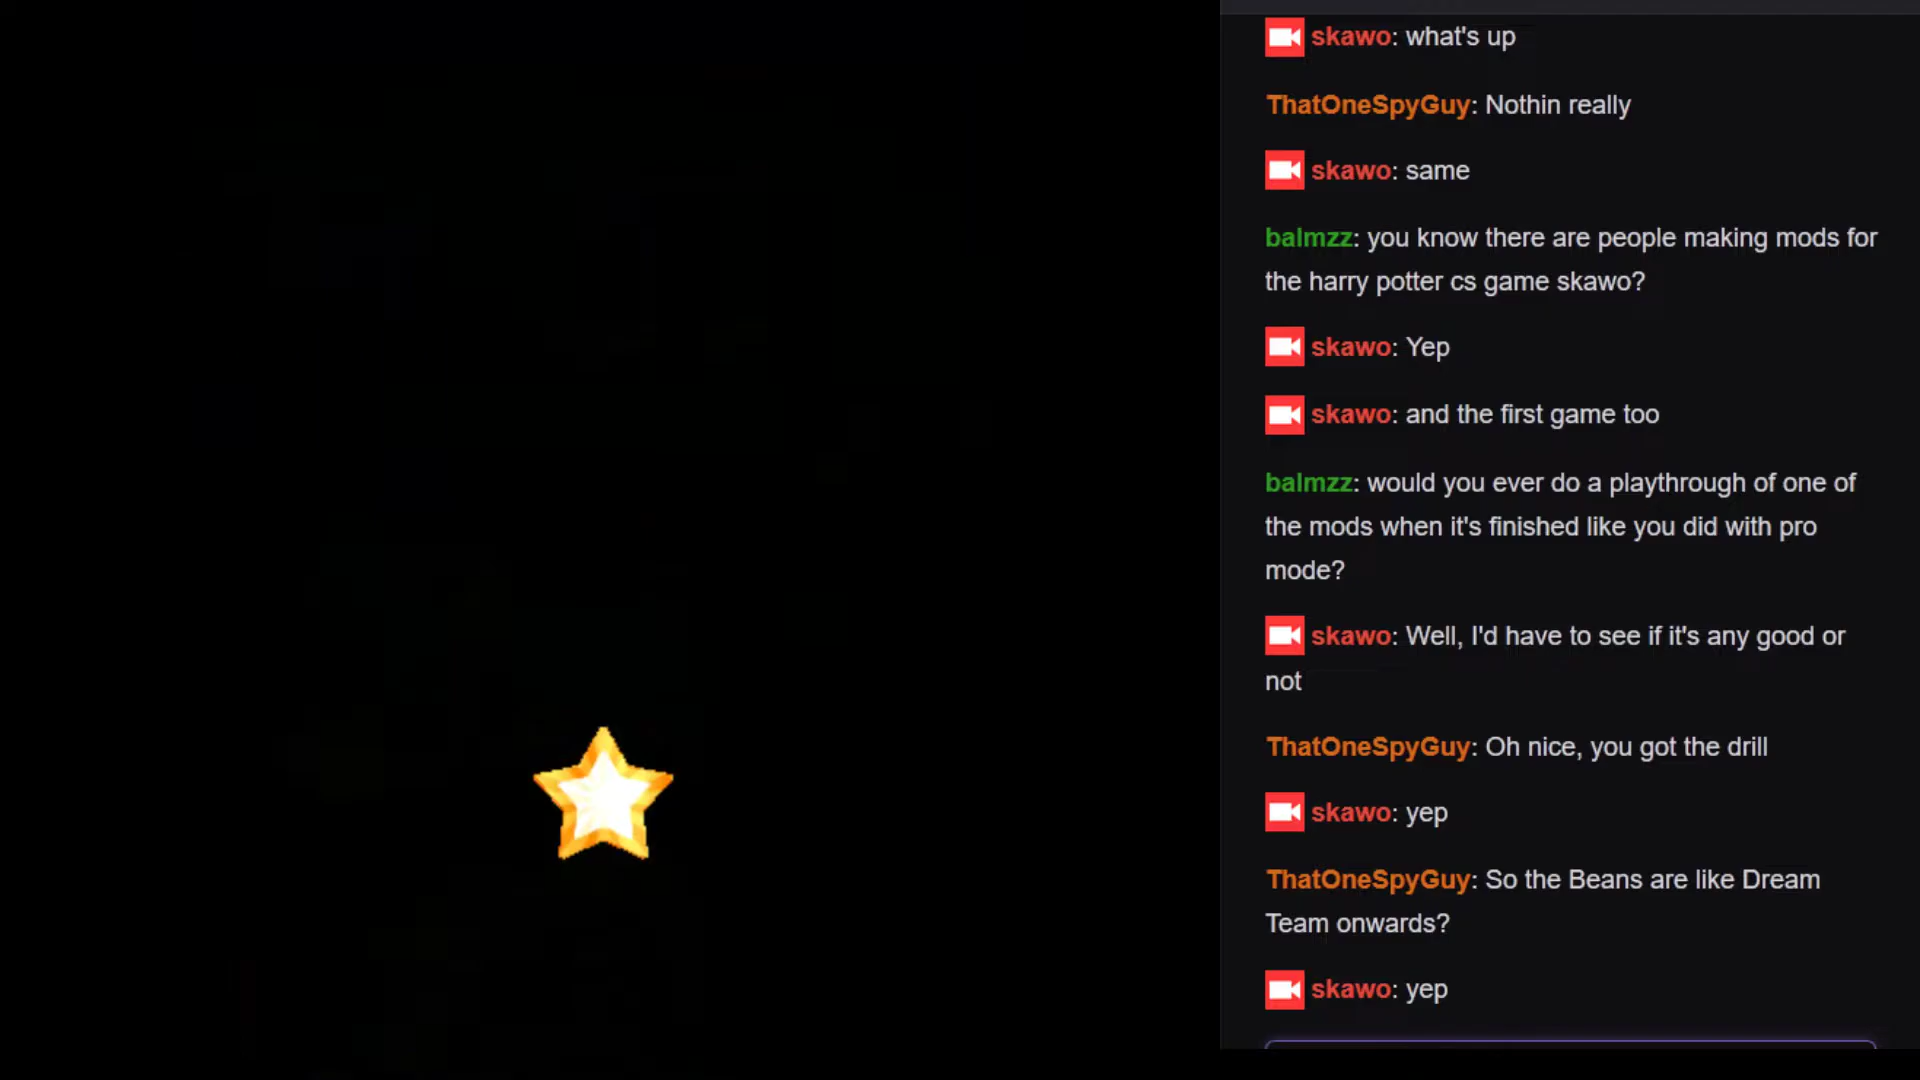 skawo: what's up
ThatOneSpyGuy: Nothin really
skawo: same
balmzz: you know there are people making mods for
the harry potter cs game skawo?
skawo: Yep
skawo: and the first game too
balmzz: would you ever do a playthrough of one of
the mods when it's finished like you did with pro
mode?
skawo: Well, I'd have to see if it's any good or
not
ThatOneSpyGuy: Oh nice, you got the drill
skawo: yep
ThatOneSpyGuy: So the Beans are like Dream
Team onwards?
skawo: yep